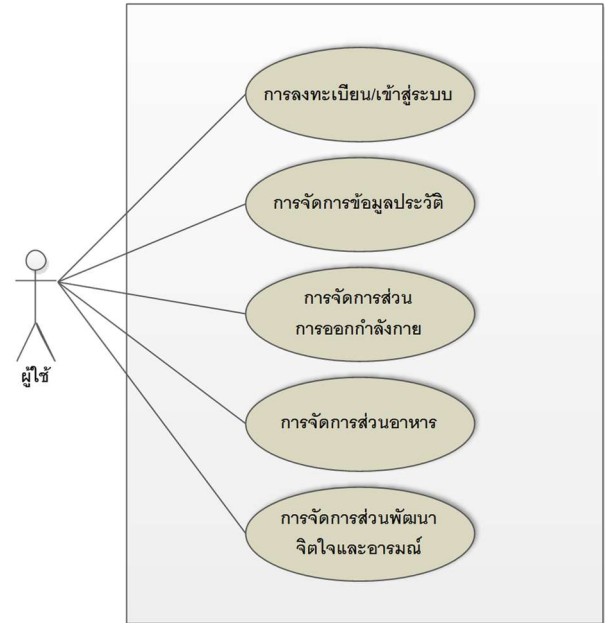 การลงทะเบียน/เข้าสู่ระบบ
การจัดการข้อมูลประวัติ
การจัดการส่วน
การออกกำลังกาย
ผู้ใช้
การจัดการส่วนอาหาร
การจัดการส่วนพัฒนา
จิตใจและอารมณ์